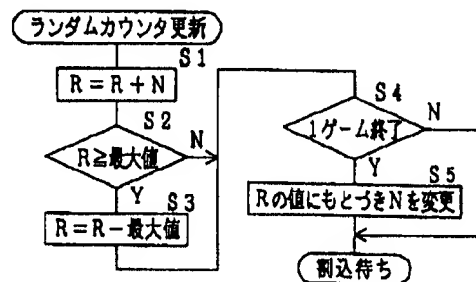 ランダムカウンタ更新
S1
R=R+N
S2
R≧最大値
N
Y
S3
R=R-最大値
S4
1ゲーム終了
N
Y
S5
Rの値にもとづきNを変更
割込待ち